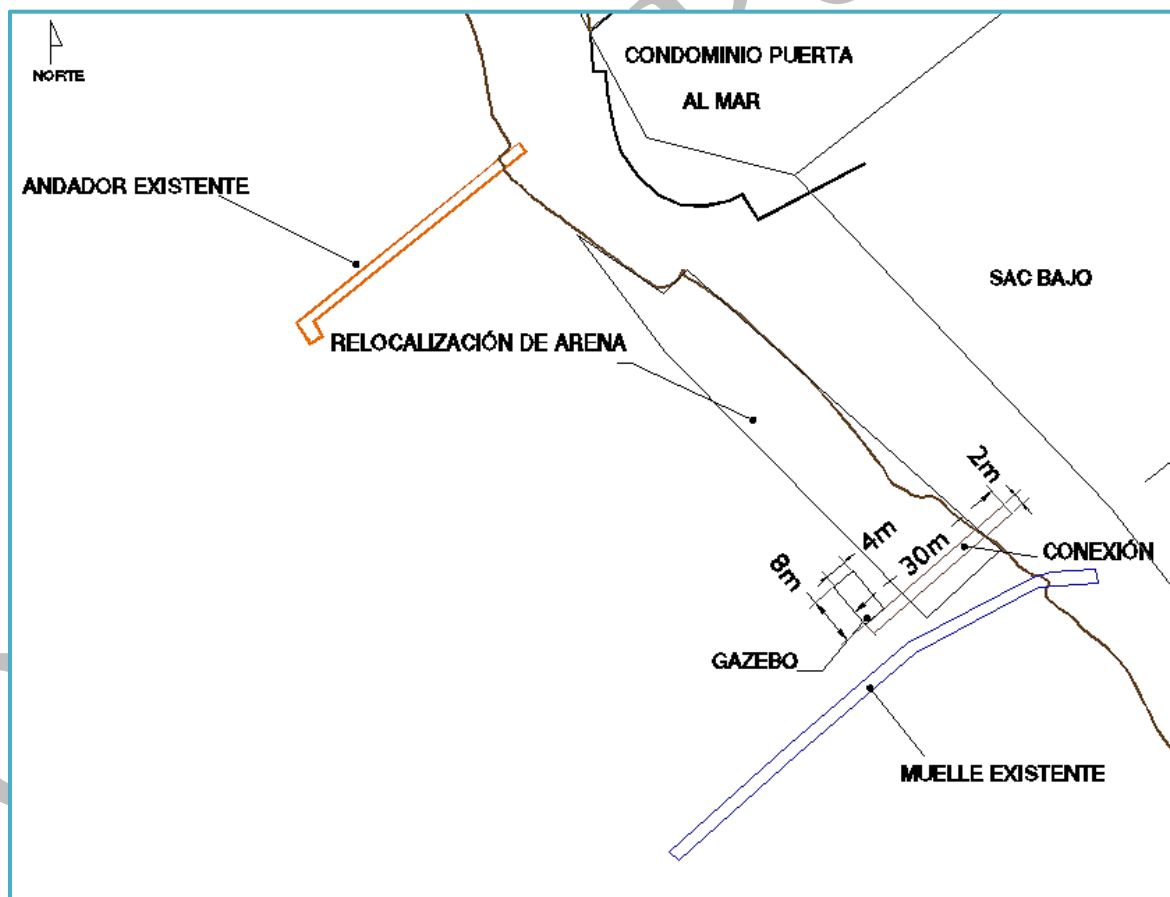 NORTE
CONDOMINIO PUERTA
AL MAR
ANDADOR EXISTENTE
SAC BAJO
RELOCALIZACIÓN DE ARENA
2m
4m
30m
8m
CONEXIÓN
GAZEBO
MUELLE EXISTENTE